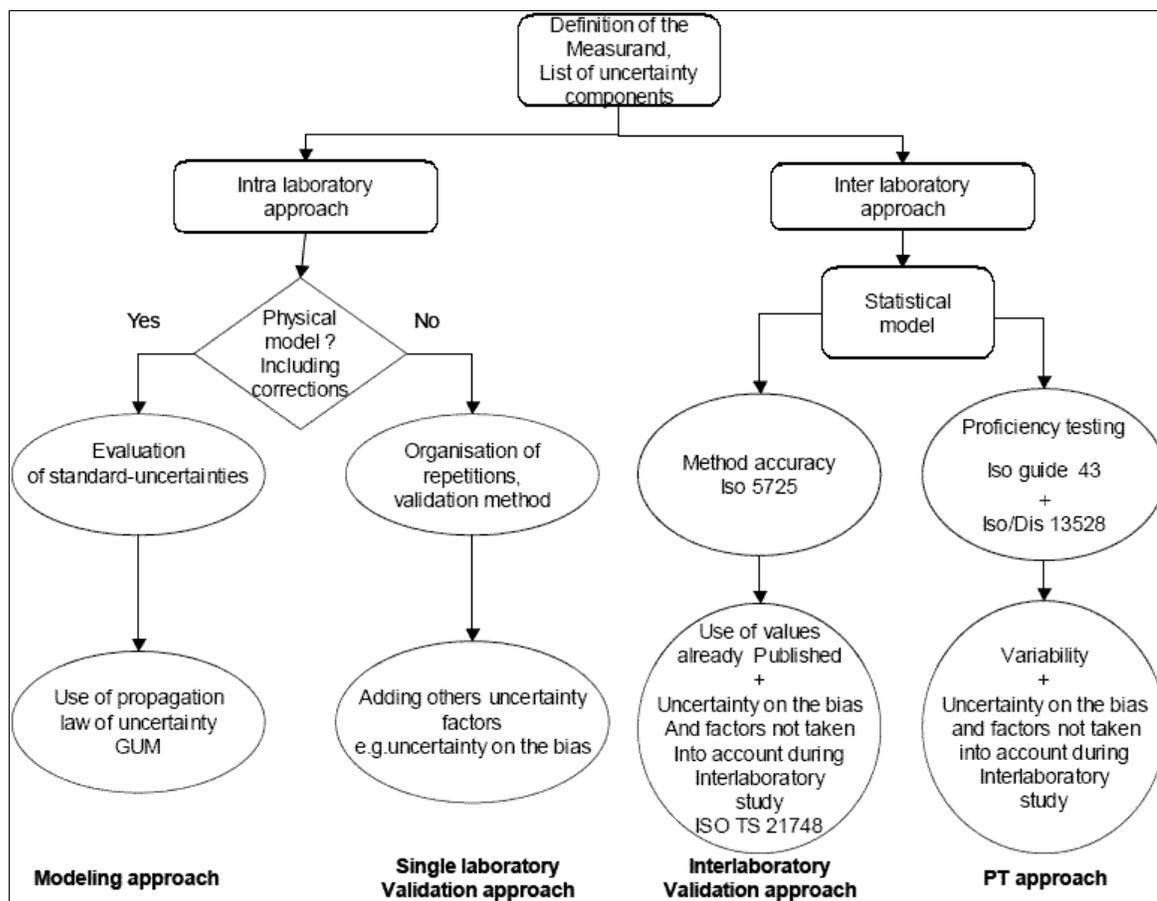 Definition of the
Measurand,
List of uncertainty
components
Intra laboratory
approach
Inter laboratory
approach
Statistical
model
Yes
Physical
model ?
Including
corrections
No
Evaluation
of standard-uncertainties
Organisation of
repetitions,
validation method
Method accuracy
Iso 5725
Proficiency testing
Iso guide 43
+
Iso/Dis 13528
Use of propagation
law of uncertainty
GUM
Adding others uncertainty
factors
e.g.uncertainty on the bias
Use of values
already Published
+
Uncertainty on the bias
And factors not taken
Into account during
Interlaboratory
study
ISO TS 21748
Variability
+
Uncertainty on the bias
and factors not taken
into account during
Interlaboratory
study
Modeling approach
Single laboratory
Validation approach
Interlaboratory
Validation approach
PT approach